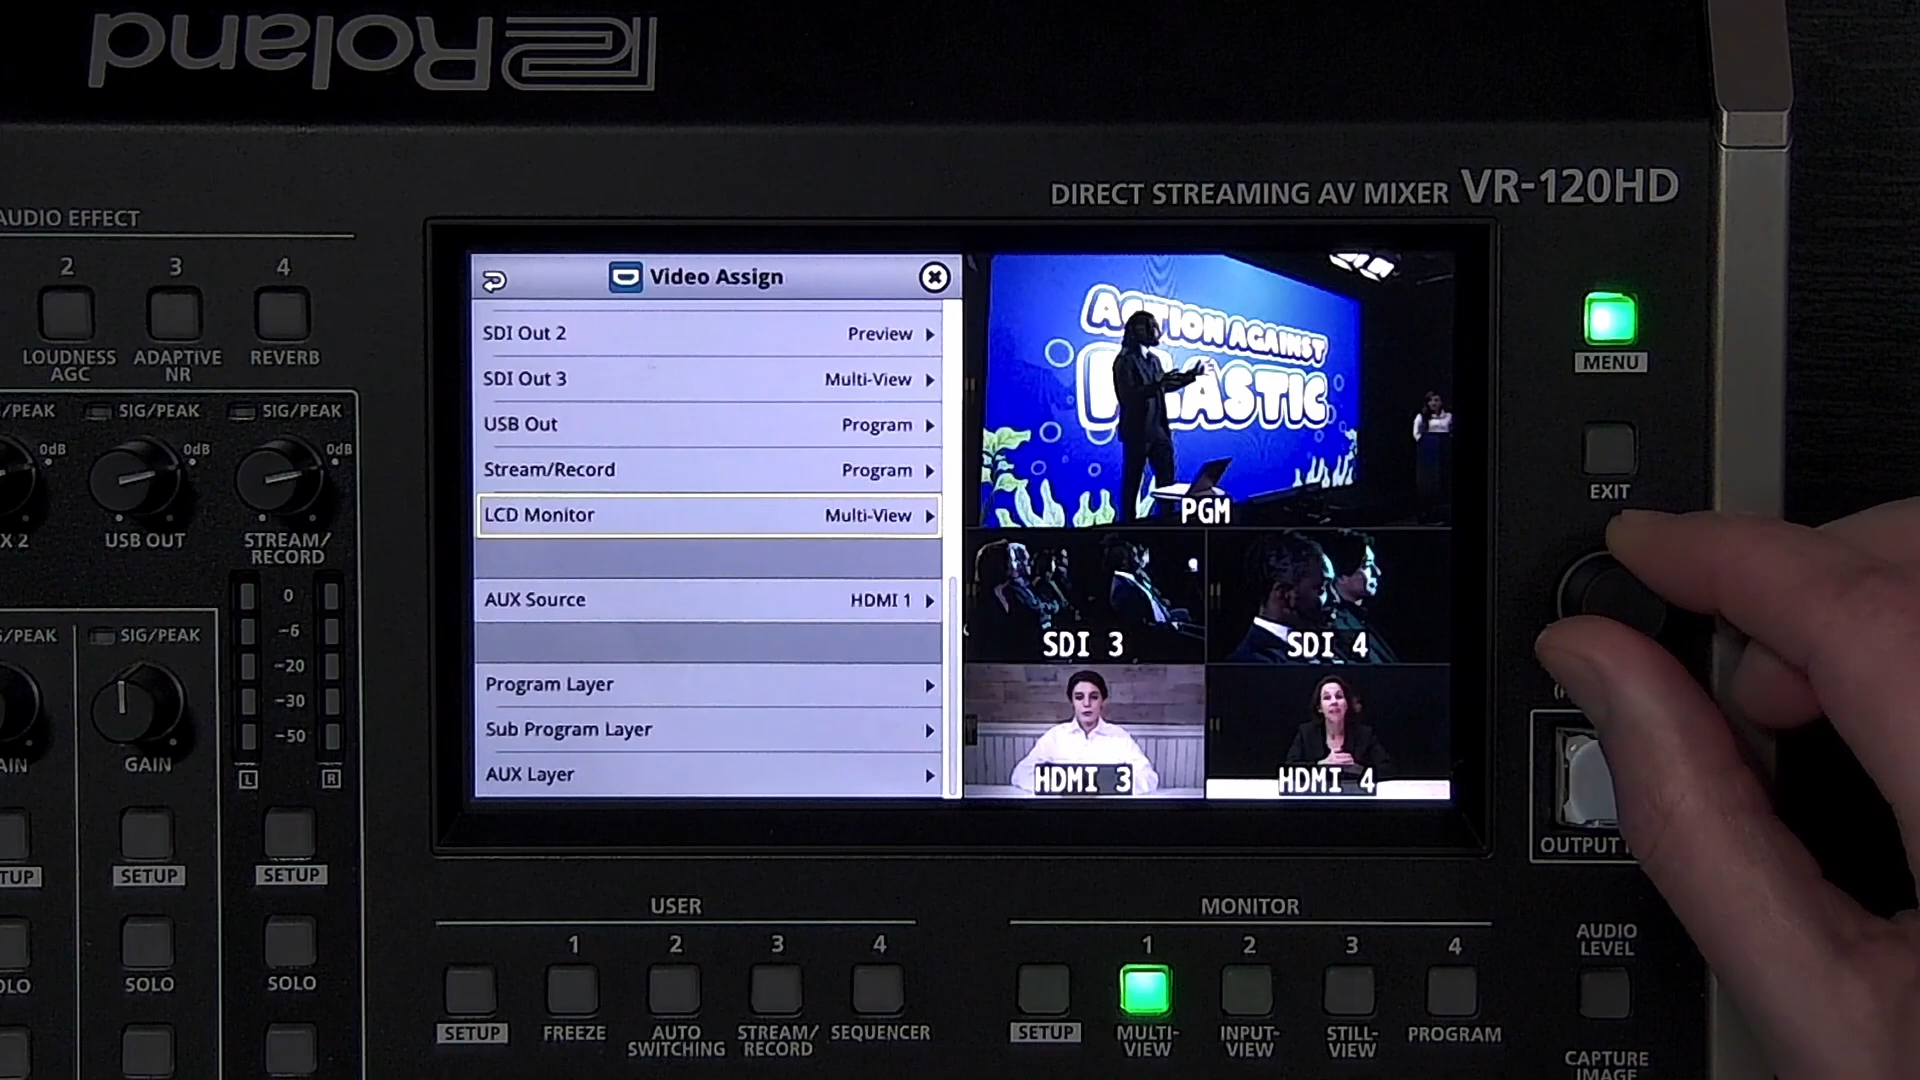 Roland
DIRECT STREAMING AV MIXER VR-120HD
AUDIO EFFECT
2 3 4
LOUDNESS AGC
ADAPTIVE NR
REVERB
/PEAK SIG/PEAK SIG/PEAK
0dB 0dB 0dB
X 2 USB OUT STREAM/RECORD
/PEAK SIG/PEAK
0
-6
-20
-30
-50
L R
AIN GAIN
TUP SETUP SETUP
OLO SOLO SOLO
Video Assign
SDI Out 2 Preview
SDI Out 3 Multi-View
USB Out Program
Stream/Record Program
LCD Monitor Multi-View
AUX Source HDMI 1
Program Layer
Sub Program Layer
AUX Layer
ACTION AGAINST
PLASTIC
PGM
SDI 3 SDI 4
HDMI 3 HDMI 4
MENU
EXIT
OUTPUT
USER
1 2 3 4
SETUP FREEZE AUTO SWITCHING STREAM/RECORD SEQUENCER
MONITOR
1 2 3 4
SETUP MULTI-VIEW INPUT-VIEW STILL-VIEW PROGRAM
AUDIO LEVEL
CAPTURE IMAGE